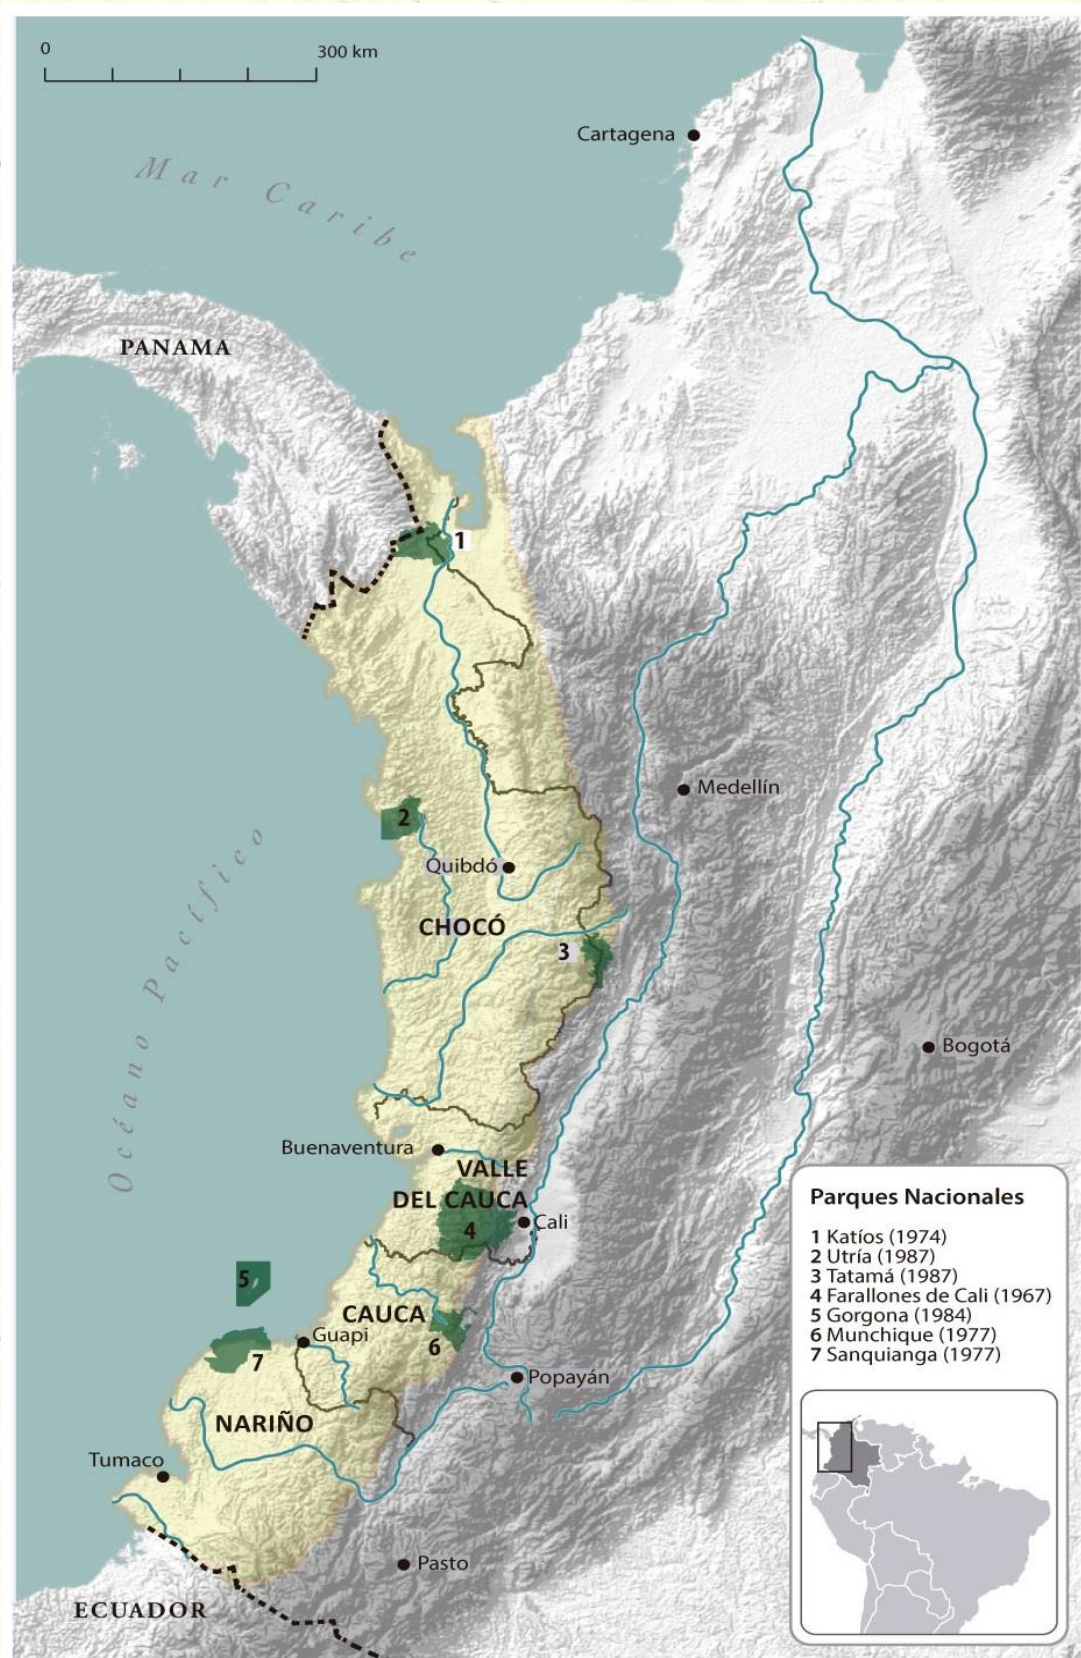 0
300 km
Cartagena
Mar Caribe
PANAMA
1
Medellín
2
Quibdó
Océano Pacífico
CHOCÓ
3
Bogotá
Buenaventura
VALLE
DEL CAUCA
4
Cali
5
CAUCA
Guapi
6
7
Popayán
NARIÑO
Tumaco
Pasto
ECUADOR
Parques Nacionales
1 Katíos (1974)
2 Utría (1987)
3 Tatamá (1987)
4 Farallones de Cali (1967)
5 Gorgona (1984)
6 Munchique (1977)
7 Sanquianga (1977)